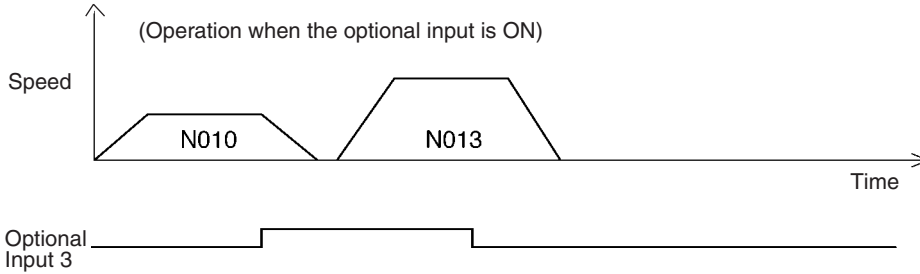 (Operation when the optional input is ON)
Speed
N010
N013
Time
Optional
Input 3